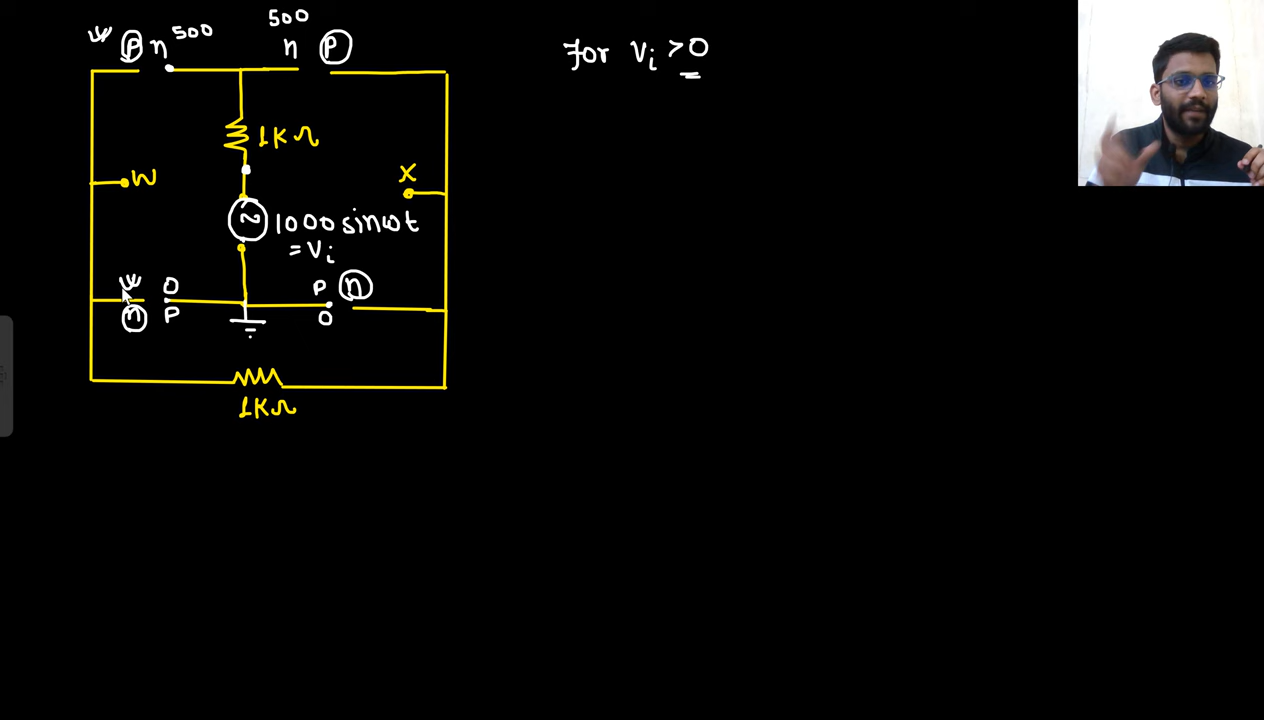 ψ P n 500
500 n P
For Vi > 0
1KΩ
W
X
1000 sinωt
= Vi
ψ O
n P
P n
O
1KΩ